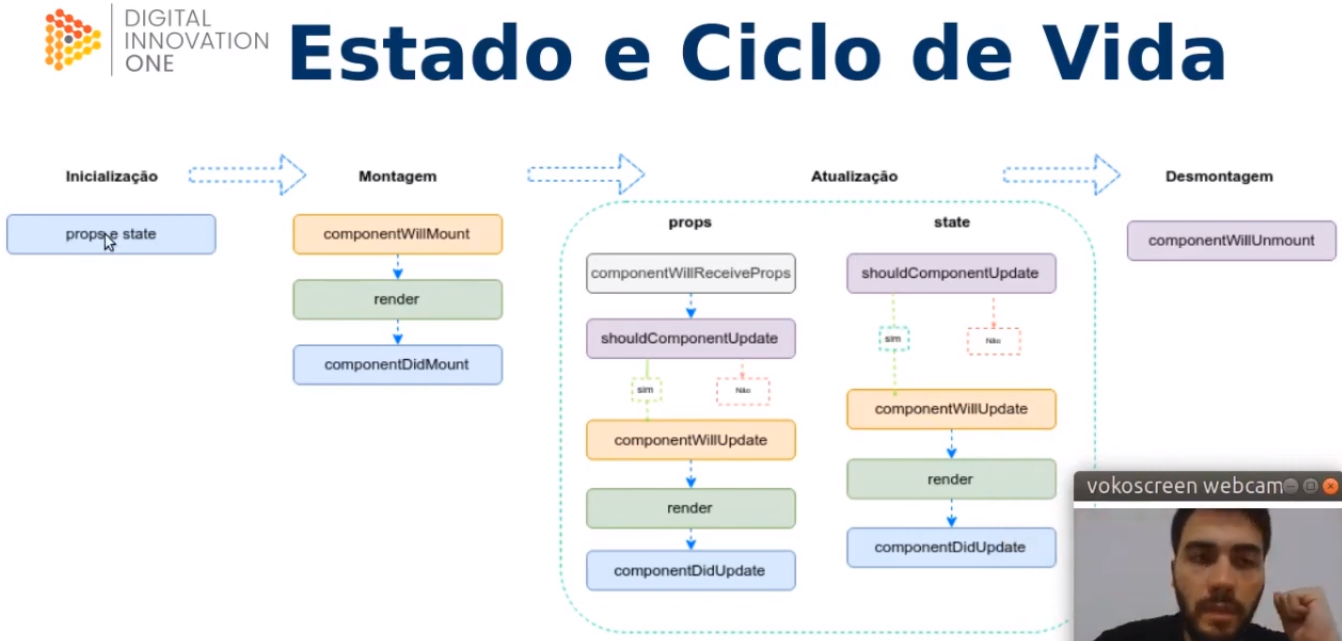 DIGITAL
INNOVATION
ONE
Estado e Ciclo de Vida
Inicialização
Montagem
Atualização
Desmontagem
props e state
componentWillMount
render
componentDidMount
props
componentWillReceiveProps
shouldComponentUpdate
sim
Não
componentWillUpdate
render
componentDidUpdate
state
shouldComponentUpdate
sim
Não
componentWillUpdate
render
componentDidUpdate
componentWillUnmount
vokoscreen webcam